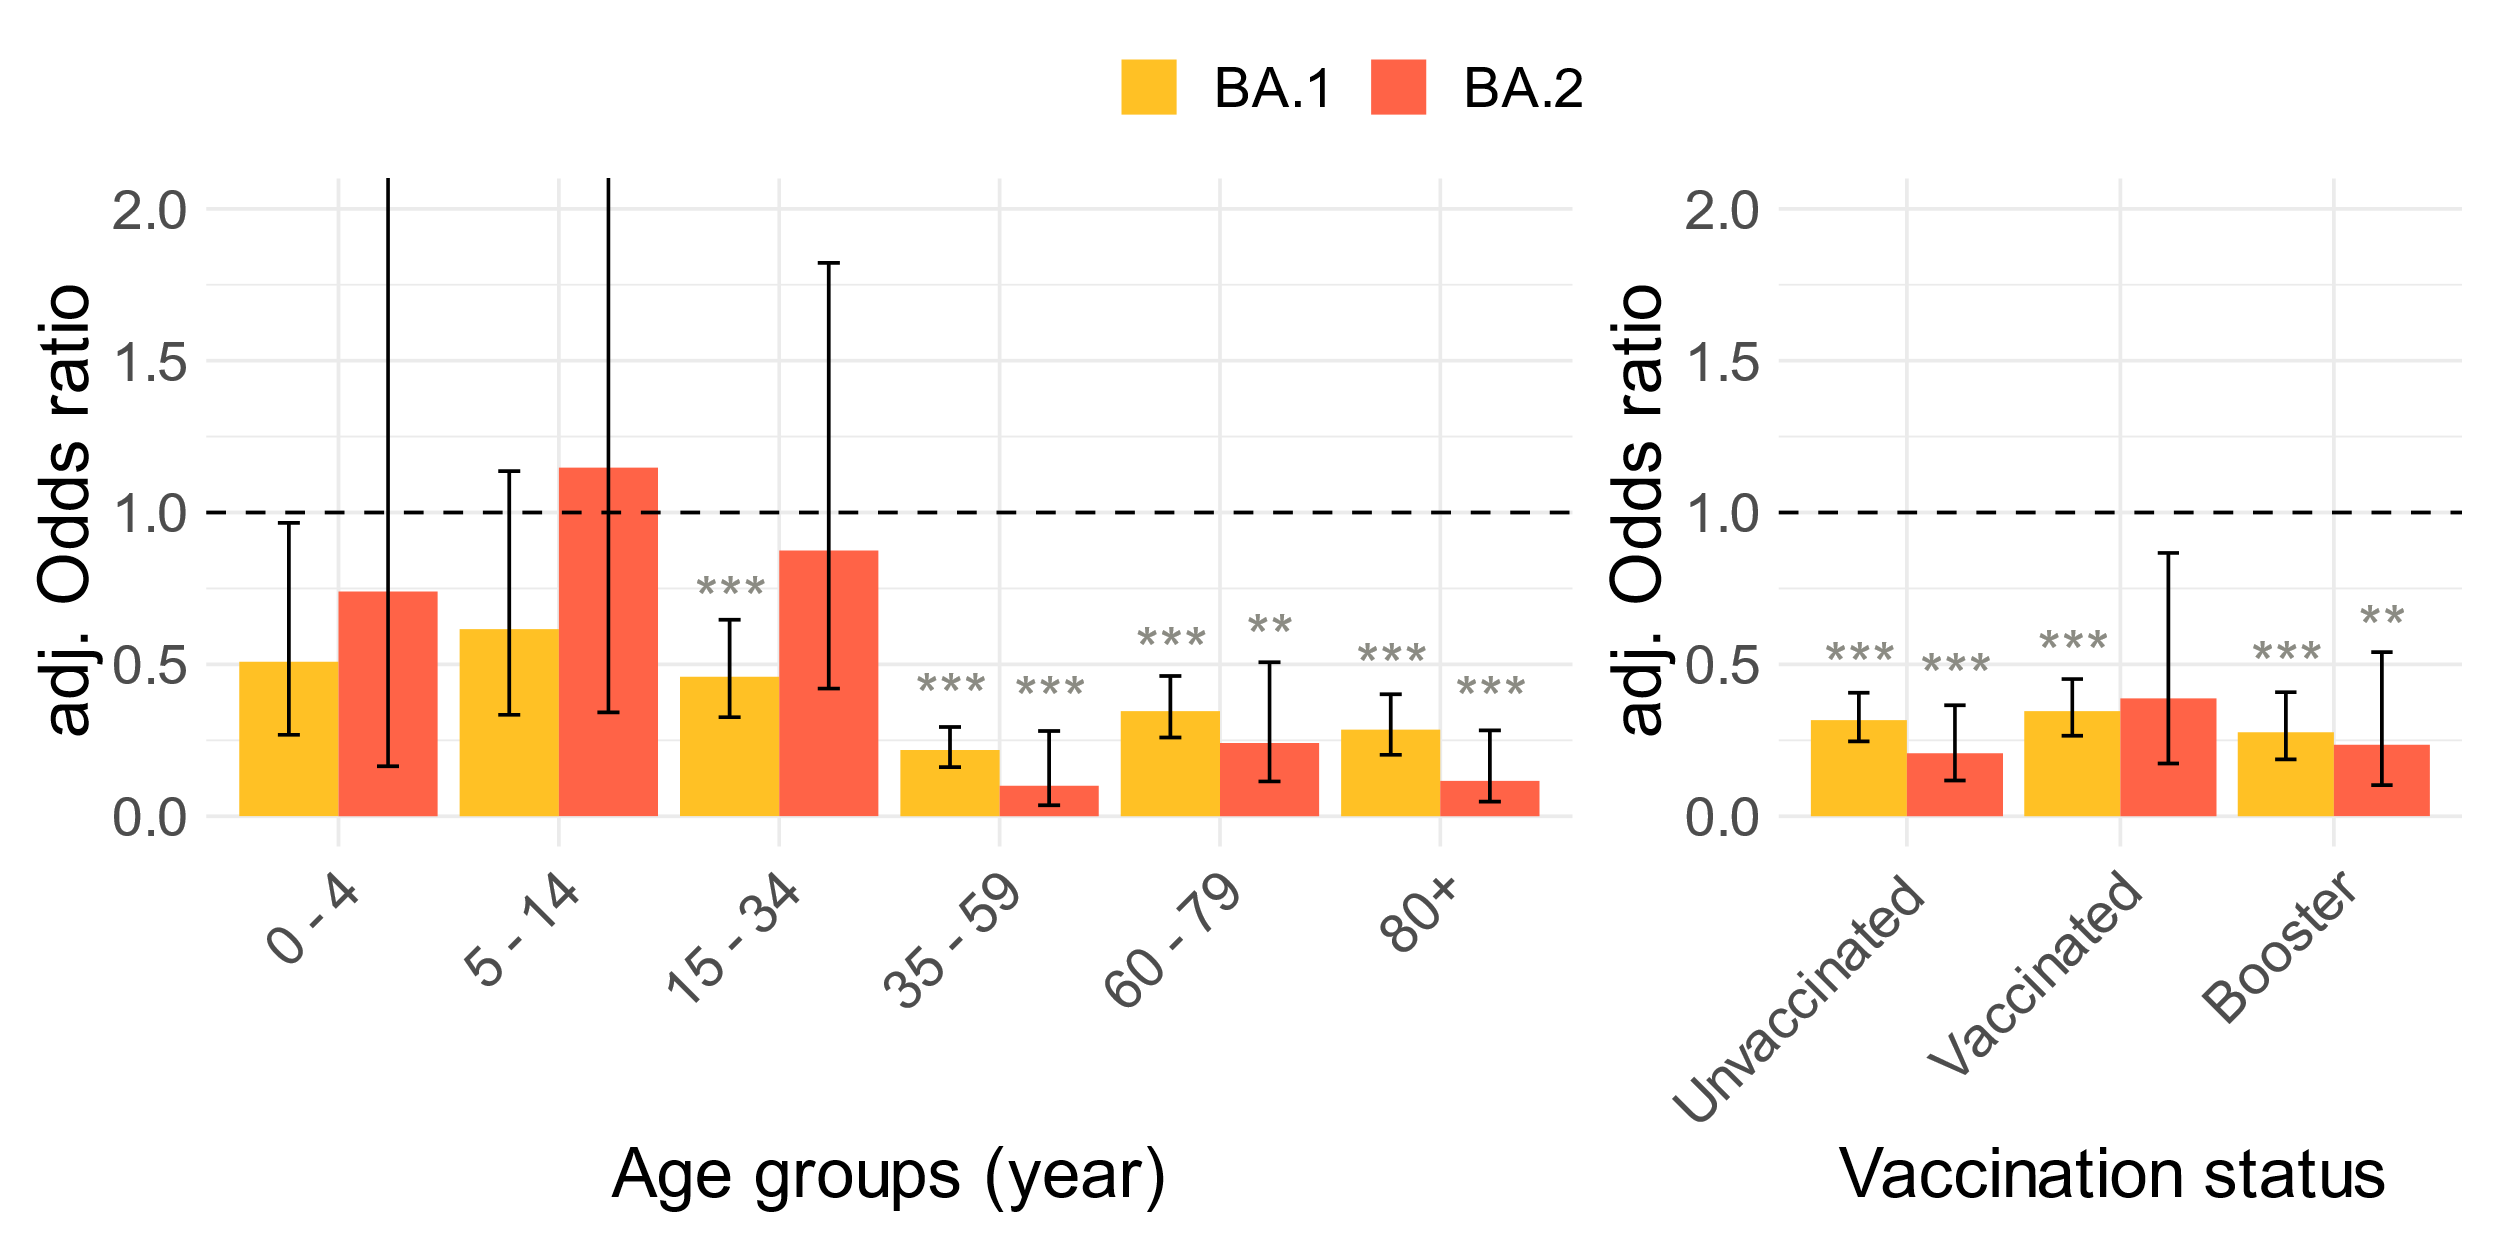 BA.1 BA.2
adj. Odds ratio
2.0
1.5
1.0
0.5
0.0
***
***
***
***
**
***
***
0 - 4
5 - 14
15 - 34
35 - 59
60 - 79
80+
Age groups (year)
adj. Odds ratio
2.0
1.5
1.0
0.5
0.0
***
***
***
***
**
Unvaccinated
Vaccinated
Booster
Vaccination status